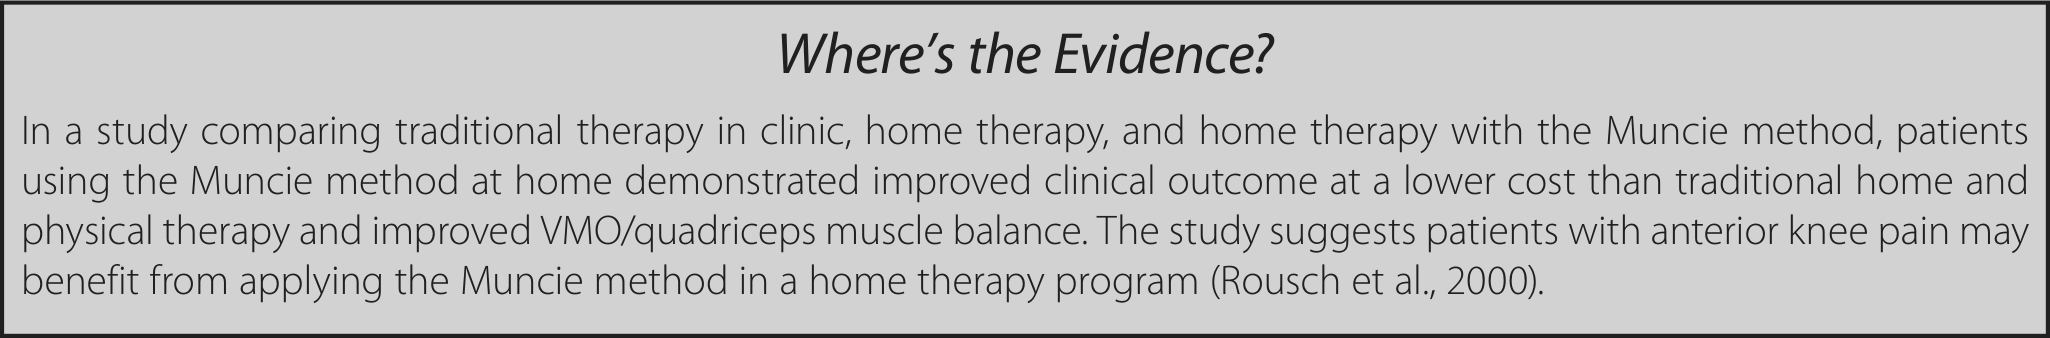 Where’s the Evidence?
In a study comparing traditional therapy in clinic, home therapy, and home therapy with the Muncie method, patients
using the Muncie method at home demonstrated improved clinical outcome at a lower cost than traditional home and
physical therapy and improved VMO/quadriceps muscle balance. The study suggests patients with anterior knee pain may
benefit from applying the Muncie method in a home therapy program (Rousch et al., 2000).